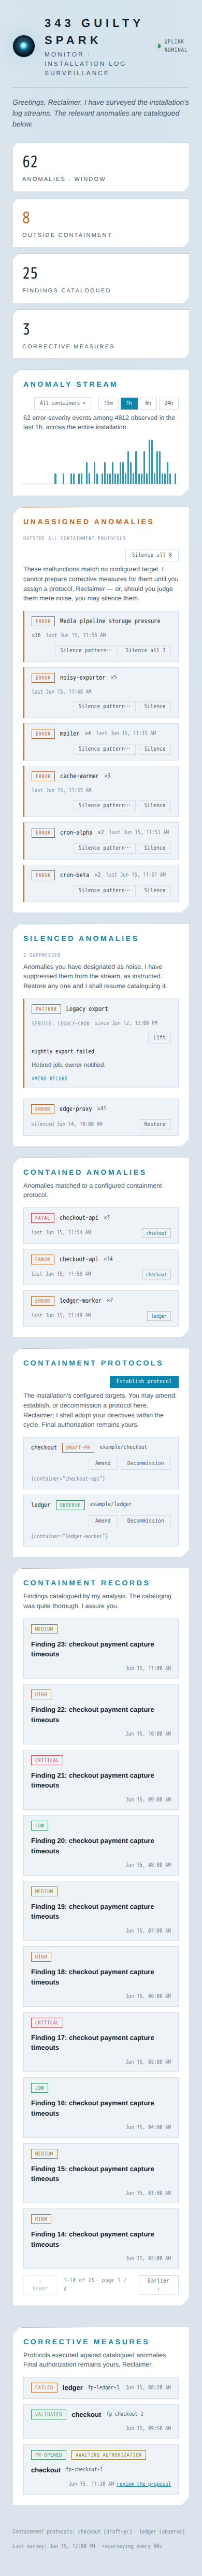 343 GUILTY
SPARK
MONITOR ·
INSTALLATION LOG
SURVEILLANCE
UPLINK
NOMINAL
Greetings, Reclaimer. I have surveyed the installation's
log streams. The relevant anomalies are catalogued
below.
62
ANOMALIES · WINDOW
8
OUTSIDE CONTAINMENT
25
FINDINGS CATALOGUED
3
CORRECTIVE MEASURES
ANOMALY STREAM
All containers
15m
1h
6h
24h
62 error-severity events among 4812 observed in the
last 1h, across the entire installation.
UNASSIGNED ANOMALIES
OUTSIDE ALL CONTAINMENT PROTOCOLS
Silence all 8
These malfunctions match no configured target. I
cannot prepare corrective measures for them until you
assign a protocol, Reclaimer — or, should you judge
them mere noise, you may silence them.
ERROR Media pipeline storage pressure
×16 last Jun 15, 11:56 AM
Silence pattern… Silence all 3
ERROR noisy-exporter ×5
last Jun 15, 11:40 AM
Silence pattern… Silence
ERROR mailer ×4 last Jun 15, 11:33 AM
Silence pattern… Silence
ERROR cache-warmer ×3
last Jun 15, 11:55 AM
Silence pattern… Silence
ERROR cron-alpha ×2 last Jun 15, 11:51 AM
Silence pattern… Silence
ERROR cron-beta ×2 last Jun 15, 11:51 AM
Silence pattern… Silence
SILENCED ANOMALIES
2 SUPPRESSED
Anomalies you have designated as noise. I have
suppressed them from the stream, as instructed.
Restore any one and I shall resume cataloguing it.
PATTERN legacy export
SERVICE: LEGACY-CRON since Jun 12, 12:00 PM
Lift
nightly export failed
Retired job; owner notified.
AMEND RECORD
ERROR edge-proxy ×41
silenced Jun 14, 10:00 AM
Restore
CONTAINED ANOMALIES
Anomalies matched to a configured containment
protocol.
FATAL checkout-api ×3
last Jun 15, 11:54 AM
checkout
ERROR checkout-api ×14
last Jun 15, 11:58 AM
checkout
ERROR ledger-worker ×7
last Jun 15, 11:49 AM
ledger
CONTAINMENT PROTOCOLS
Establish protocol
The installation's configured targets. You may amend,
establish, or decommission a protocol here,
Reclaimer; I shall adopt your directives within the
cycle. Final authorization remains yours.
checkout DRAFT-PR example/checkout
Amend Decommission
{container="checkout-api"}
ledger OBSERVE example/ledger
Amend Decommission
{container="ledger-worker"}
CONTAINMENT RECORDS
Findings catalogued by my analysis. The cataloging
was quite thorough, I assure you.
MEDIUM
Finding 23: checkout payment capture
timeouts
Jun 15, 11:00 AM
HIGH
Finding 22: checkout payment capture
timeouts
Jun 15, 10:00 AM
CRITICAL
Finding 21: checkout payment capture
timeouts
Jun 15, 09:00 AM
LOW
Finding 20: checkout payment capture
timeouts
Jun 15, 08:00 AM
MEDIUM
Finding 19: checkout payment capture
timeouts
Jun 15, 07:00 AM
HIGH
Finding 18: checkout payment capture
timeouts
Jun 15, 06:00 AM
CRITICAL
Finding 17: checkout payment capture
timeouts
Jun 15, 05:00 AM
LOW
Finding 16: checkout payment capture
timeouts
Jun 15, 04:00 AM
MEDIUM
Finding 15: checkout payment capture
timeouts
Jun 15, 03:00 AM
HIGH
Finding 14: checkout payment capture
timeouts
Jun 15, 02:00 AM
‹
Newer
1–10 of 23 · page 1 /
3
Earlier
›
CORRECTIVE MEASURES
Protocols executed against catalogued anomalies.
Final authorization remains yours, Reclaimer.
FAILED ledger fp-ledger-1 Jun 15, 08:20 AM
VALIDATED checkout fp-checkout-2
Jun 15, 09:50 AM
PR-OPENED AWAITING AUTHORIZATION
checkout fp-checkout-1
Jun 15, 11:20 AM review the proposal
Containment protocols: checkout [draft-pr] · ledger [observe]
Last survey: Jun 15, 12:00 PM · resurveying every 60s